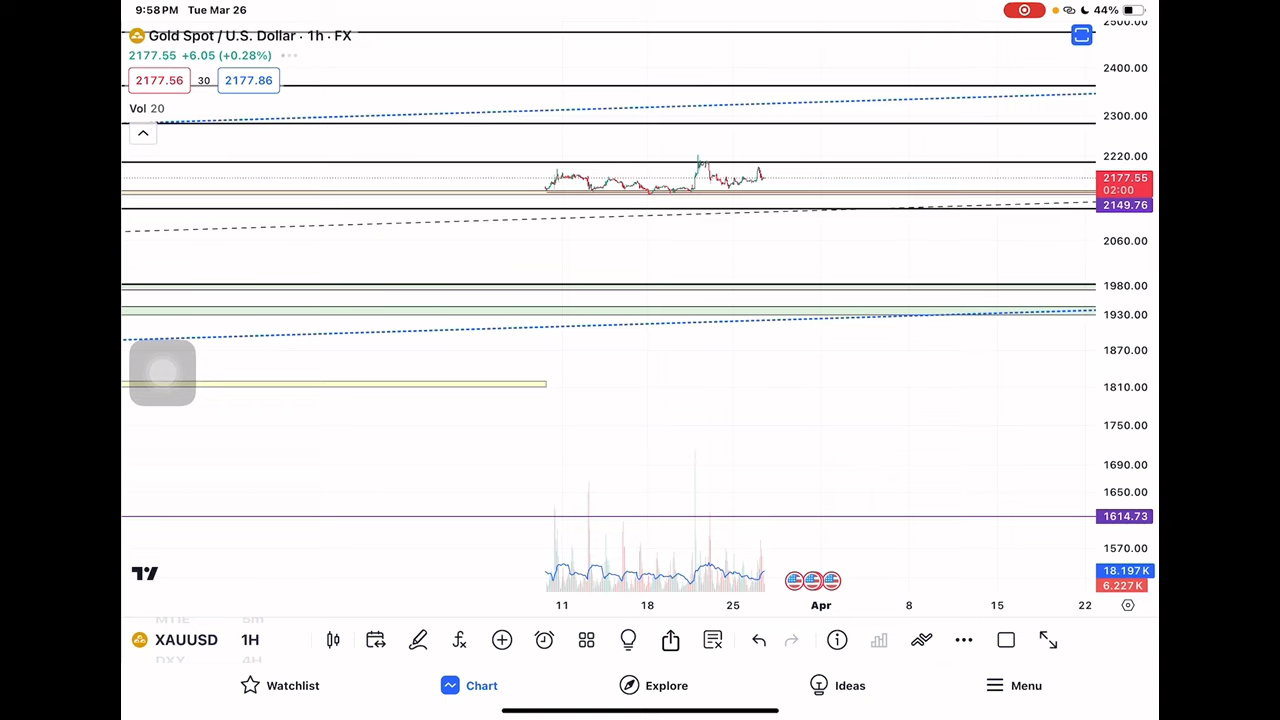 9:58 PM Tue Mar 26
44%
Gold Spot / U.S. Dollar · 1h · FX
2177.55 +6.05 (+0.28%)
2177.56 30 2177.86
Vol 20
2500.00
2400.00
2300.00
2220.00
2177.55
02:00
2149.76
2060.00
1980.00
1930.00
1870.00
1810.00
1750.00
1690.00
1650.00
1614.73
1570.00
18.197K
6.227K
11 18 25 Apr 8 15 22
MTIE 5m
XAUUSD 1H
DXY 4H
Watchlist Chart Explore Ideas Menu